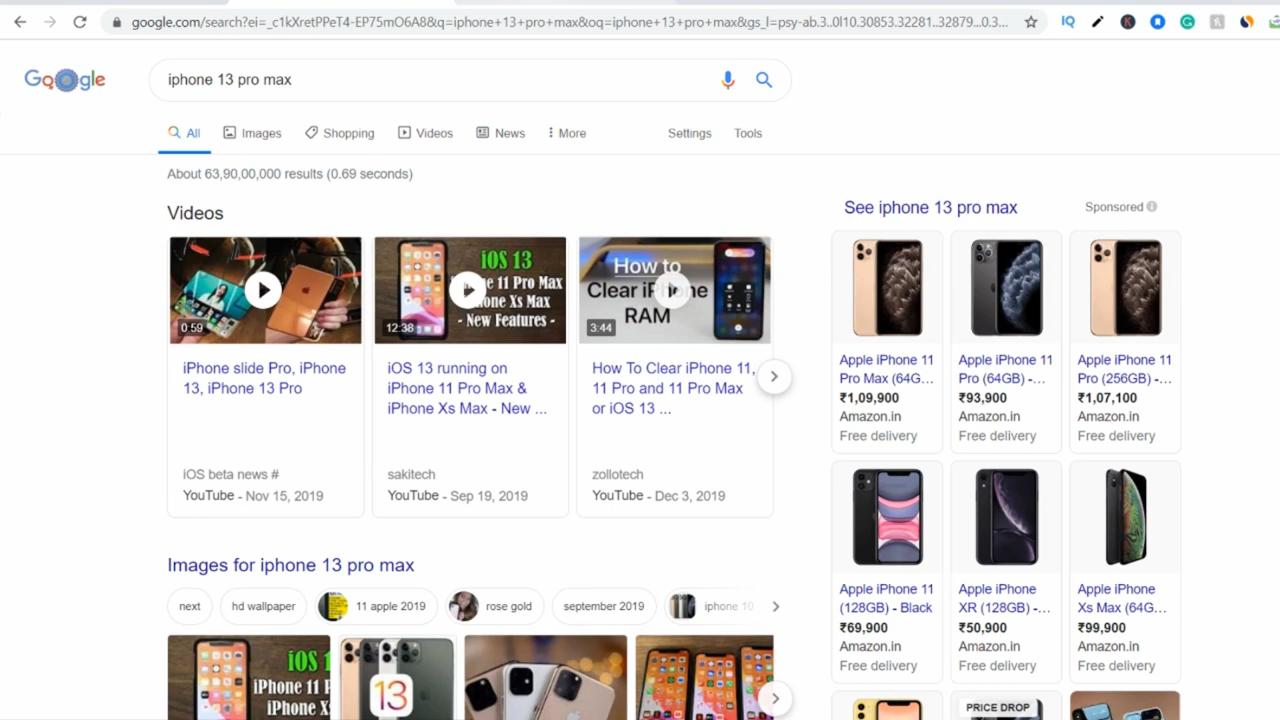 google.com/search?ei=_c1kXretPPeT4-EP75mO6A8&q=iphone+13+pro+max&oq=iphone+13+pro+max&gs_l=psy-ab.3..0l10.30853.32281..32879...0.3...
Google
iphone 13 pro max
All
Images
Shopping
Videos
News
More
Settings
Tools
About 63,90,00,000 results (0.69 seconds)
Videos
0:59
iPhone slide Pro, iPhone
13, iPhone 13 Pro
iOS beta news #
YouTube - Nov 15, 2019
iOS 13
11 Pro Max
Xs Max
- New Features -
12:38
iOS 13 running on
iPhone 11 Pro Max &
iPhone Xs Max - New ...
sakitech
YouTube - Sep 19, 2019
How to
Clear iPhone
RAM
3:44
How To Clear iPhone 11,
11 Pro and 11 Pro Max
or iOS 13 ...
zollotech
YouTube - Dec 3, 2019
Images for iphone 13 pro max
next
hd wallpaper
11 apple 2019
rose gold
september 2019
iphone 10
iPhone 11
iPhone
13
See iphone 13 pro max
Sponsored
Apple iPhone 11
Pro Max (64G...
₹1,09,900
Amazon.in
Free delivery
Apple iPhone 11
Pro (64GB) -...
₹93,900
Amazon.in
Free delivery
Apple iPhone 11
Pro (256GB) -...
₹1,07,100
Amazon.in
Free delivery
Apple iPhone 11
(128GB) - Black
₹69,900
Amazon.in
Free delivery
Apple iPhone
XR (128GB) -...
₹50,900
Amazon.in
Free delivery
Apple iPhone
Xs Max (64G...
₹99,900
Amazon.in
Free delivery
PRICE DROP